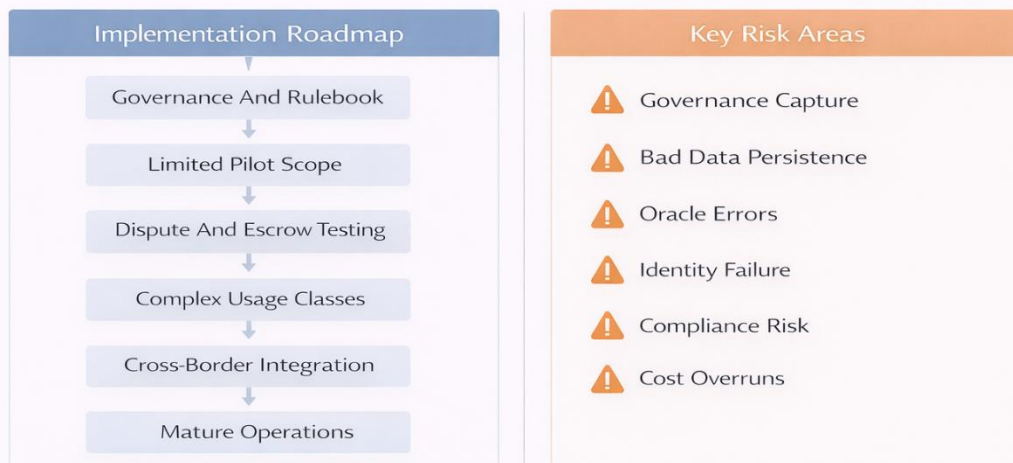 Implementation Roadmap
Governance And Rulebook
Limited Pilot Scope
Dispute And Escrow Testing
Complex Usage Classes
Cross-Border Integration
Mature Operations
Key Risk Areas
Governance Capture
Bad Data Persistence
Oracle Errors
Identity Failure
Compliance Risk
Cost Overruns